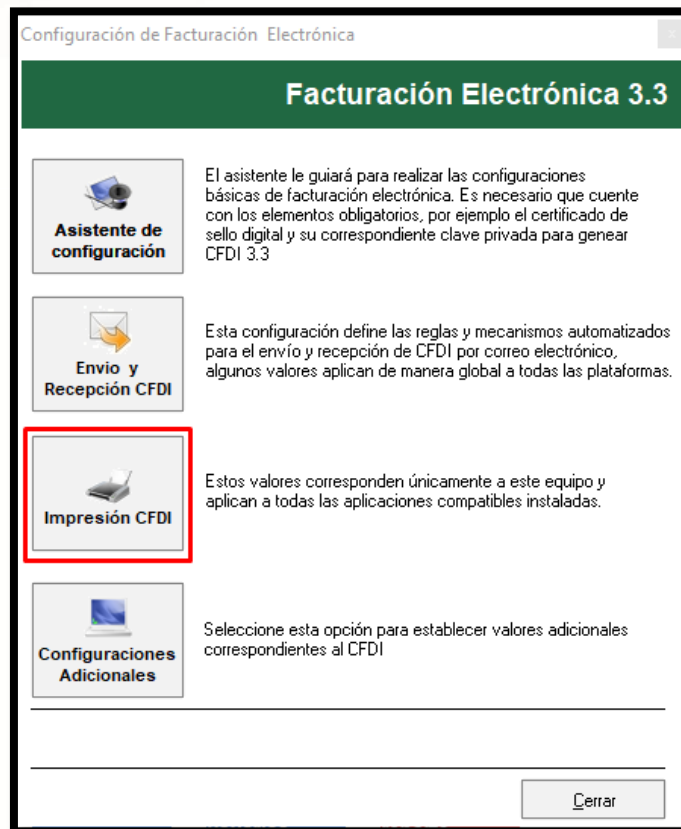 Configuración de Facturación  Electrónica
x
Facturación Electrónica 3.3
Asistente de
configuración
El asistente le guiará para realizar las configuraciones
básicas de facturación electrónica. Es necesario que cuente
con los elementos obligatorios, por ejemplo el certificado de
sello digital y su correspondiente clave privada para genear
CFDI 3.3
Envio  y
Recepción CFDI
Esta configuración define las reglas y mecanismos automatizados
para el envío y recepción de CFDI por correo electrónico,
algunos valores aplican de manera global a todas las plataformas.
Impresión CFDI
Estos valores corresponden únicamente a este equipo y
aplican a todas las aplicaciones compatibles instaladas.
Configuraciones
Adicionales
Seleccione esta opción para establecer valores adicionales
correspondientes al CFDI
Cerrar